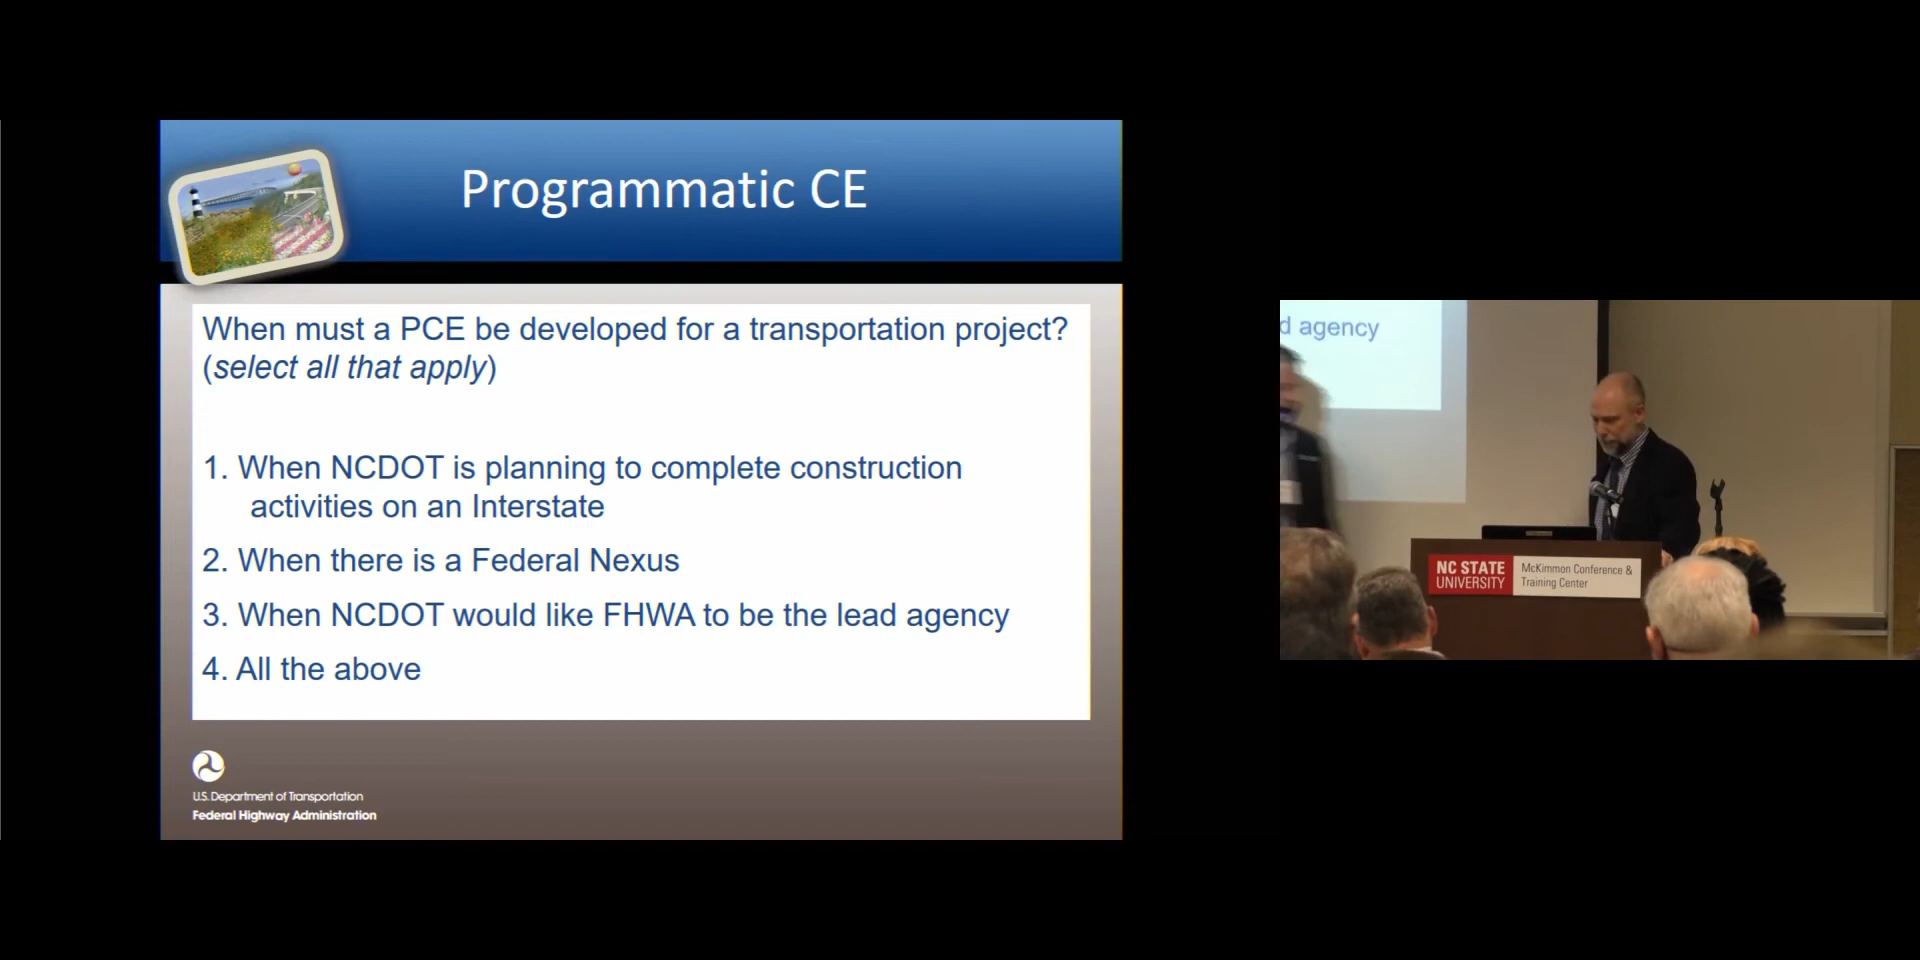 Programmatic CE
When must a PCE be developed for a transportation project?
(select all that apply)
1. When NCDOT is planning to complete construction
activities on an Interstate
2. When there is a Federal Nexus
3. When NCDOT would like FHWA to be the lead agency
4. All the above
U.S. Department of Transportation
Federal Highway Administration
d agency
NC STATE
UNIVERSITY
McKimmon Conference &
Training Center